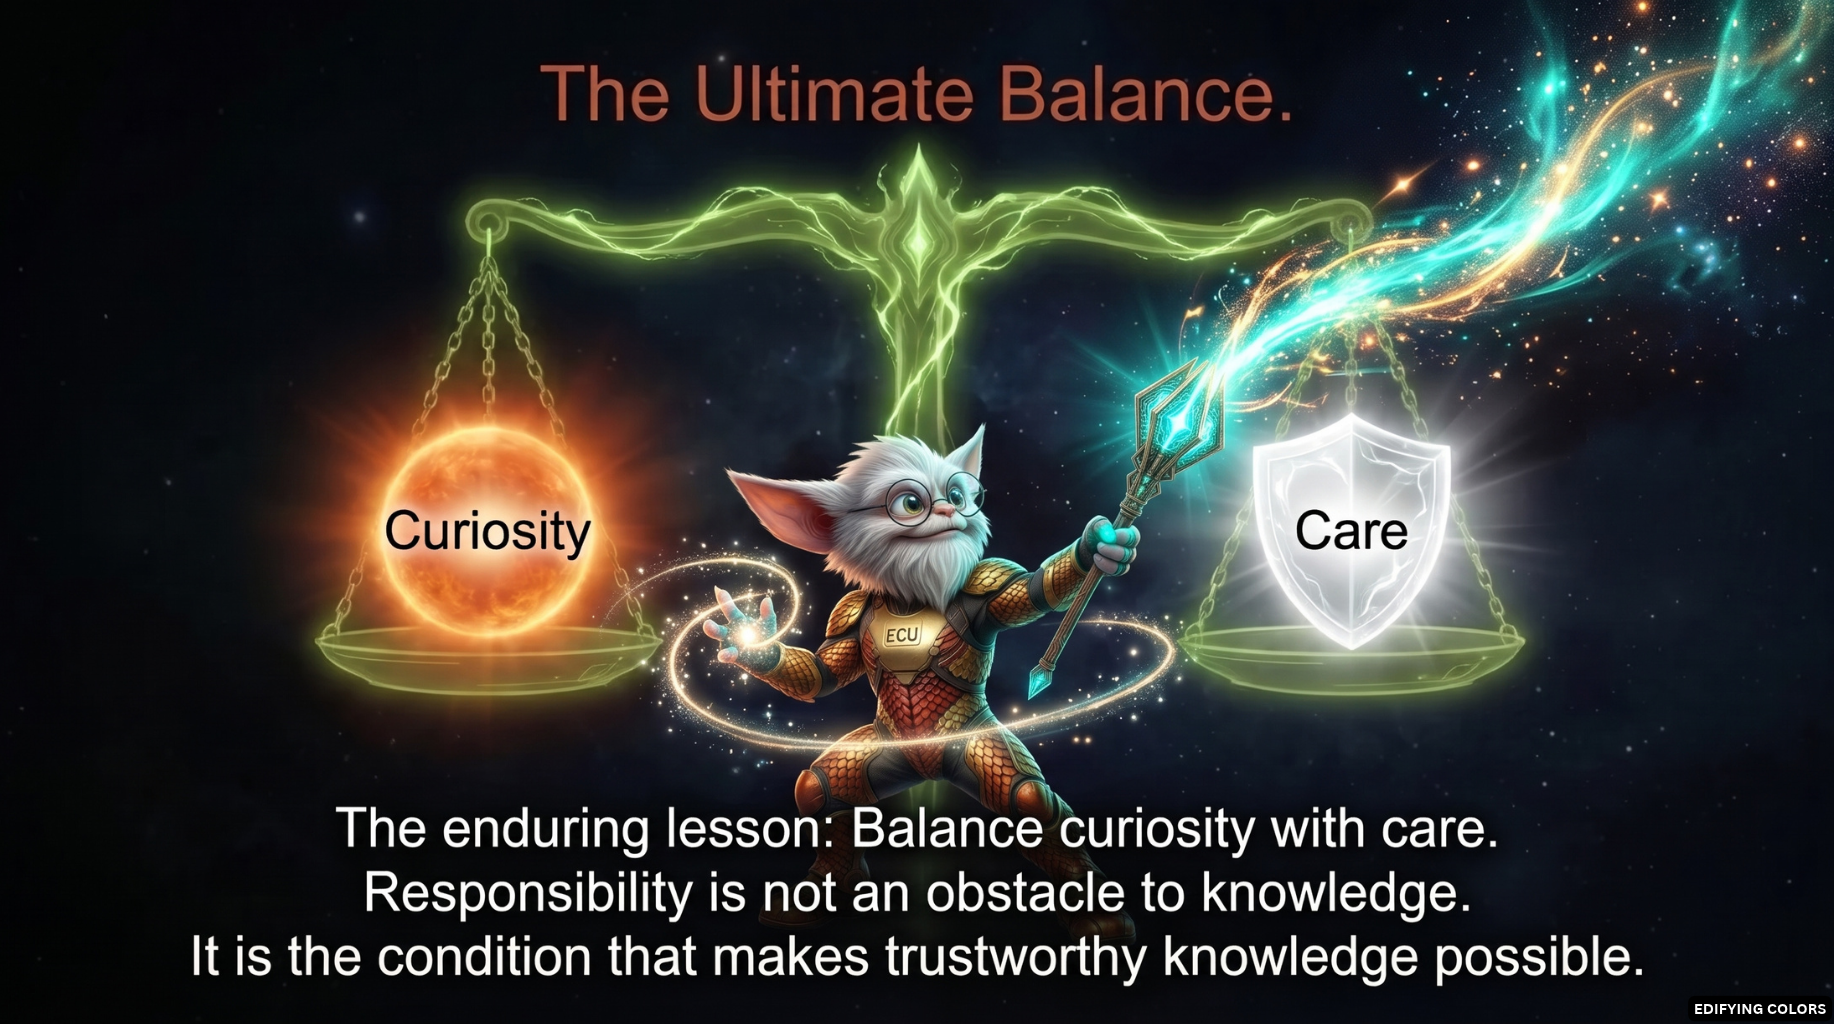 The Ultimate Balance.
Curiosity
Care
ECU
The enduring lesson: Balance curiosity with care.
Responsibility is not an obstacle to knowledge.
It is the condition that makes trustworthy knowledge possible.
EDIFYING COLORS